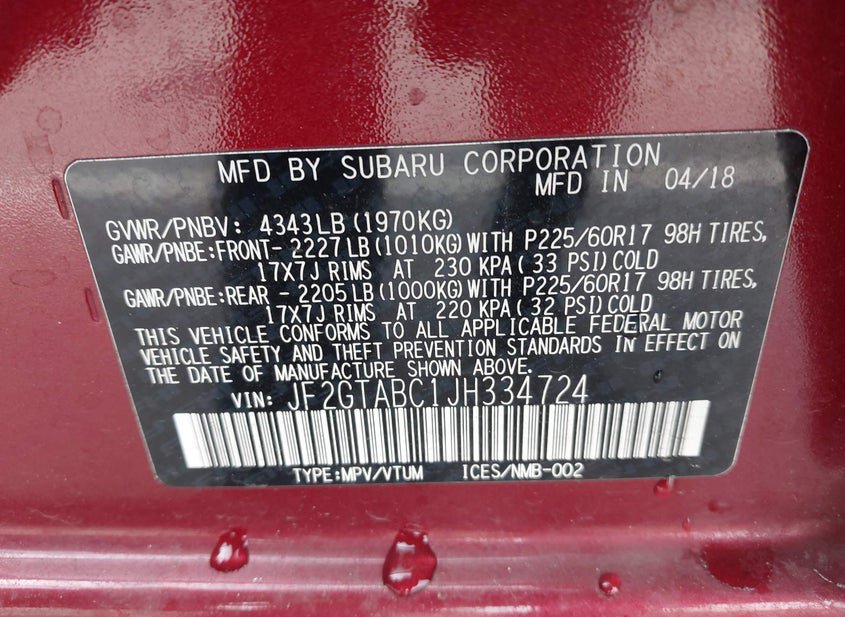 MFD BY SUBARU CORPORATION
MFD IN 04/18
GVWR/PNBV: 4343LB (1970KG)
GAWR/PNBE:FRONT- 2227LB (1010KG) WITH P225/60R17 98H TIRES,
17X7J RIMS AT 230 KPA( 33 PSI) COLD
GAWR/PNBE:REAR - 2205LB (1000KG) WITH P225/60R17 98H TIRES,
17X7J RIMS AT 220 KPA( 32 PSI) COLD
THIS VEHICLE CONFORMS TO ALL APPLICABLE FEDERAL MOTOR
VEHICLE SAFETY AND THEFT PREVENTION STANDARDS IN EFFECT ON
THE DATE OF MANUFACTURE SHOWN ABOVE.
VIN: JF2GTABC1JH334724
TYPE:MPV/VTUM ICES/NMB-002